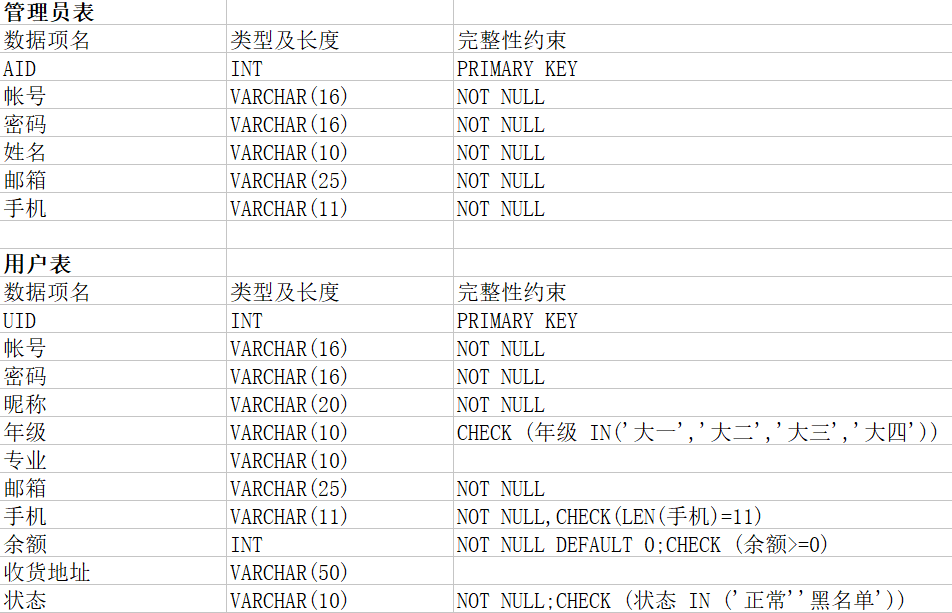 管理员表
数据项名 类型及长度 完整性约束
AID INT PRIMARY KEY
帐号 VARCHAR(16) NOT NULL
密码 VARCHAR(16) NOT NULL
姓名 VARCHAR(10) NOT NULL
邮箱 VARCHAR(25) NOT NULL
手机 VARCHAR(11) NOT NULL
用户表
数据项名 类型及长度 完整性约束
UID INT PRIMARY KEY
帐号 VARCHAR(16) NOT NULL
密码 VARCHAR(16) NOT NULL
昵称 VARCHAR(20) NOT NULL
年级 VARCHAR(10) CHECK (年级 IN('大一','大二','大三','大四'))
专业 VARCHAR(10)
邮箱 VARCHAR(25) NOT NULL
手机 VARCHAR(11) NOT NULL,CHECK(LEN(手机)=11)
余额 INT NOT NULL DEFAULT 0;CHECK (余额>=0)
收货地址 VARCHAR(50)
状态 VARCHAR(10) NOT NULL;CHECK (状态 IN ('正常''黑名单'))